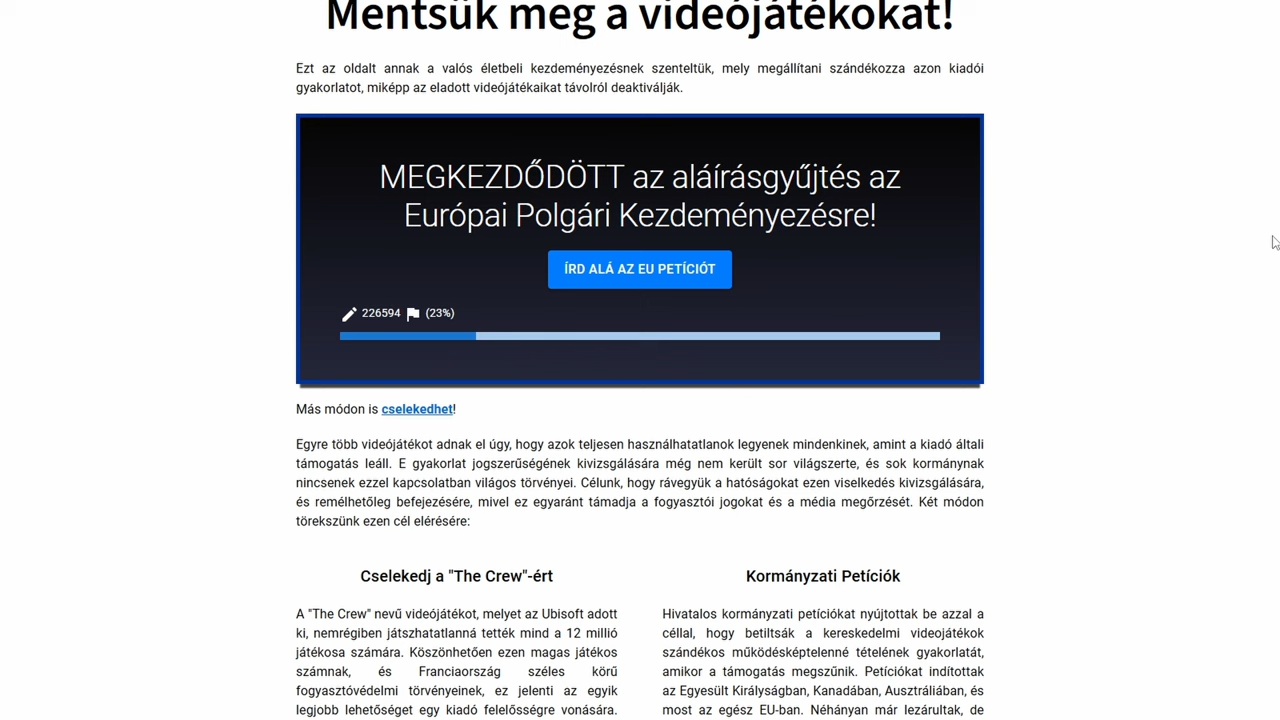 Mentsük meg a videójátékokat!
Ezt az oldalt annak a valós életbeli kezdeményezésnek szenteltük, mely megállítani szándékozza azon kiadói
gyakorlatot, miképp az eladott videójátékaikat távolról deaktiválják.
MEGKEZDŐDÖTT az aláírásgyűjtés az
Európai Polgári Kezdeményezésre!
ÍRD ALÁ AZ EU PETÍCIÓT
226594 (23%)
Más módon is cselekedhet!
Egyre több videójátékot adnak el úgy, hogy azok teljesen használhatatlanok legyenek mindenkinek, amint a kiadó általi
támogatás leáll. E gyakorlat jogszerűségének kivizsgálására még nem került sor világszerte, és sok kormánynak
nincsenek ezzel kapcsolatban világos törvényei. Célunk, hogy rávegyük a hatóságokat ezen viselkedés kivizsgálására,
és remélhetőleg befejezésére, mivel ez egyaránt támadja a fogyasztói jogokat és a média megőrzését. Két módon
törekszünk ezen cél elérésére:
Cselekedj a "The Crew"-ért
A "The Crew" nevű videójátékot, melyet az Ubisoft adott
ki, nemrégiben játszhatatlanná tették mind a 12 millió
játékosa számára. Köszönhetően ezen magas játékos
számnak, és Franciaország széles körű
fogyasztóvédelmi törvényeinek, ez jelenti az egyik
legjobb lehetőséget egy kiadó felelősségre vonására.
Kormányzati Petíciók
Hivatalos kormányzati petíciókat nyújtottak be azzal a
céllal, hogy betiltsák a kereskedelmi videojátékok
szándékos működésképtelenné tételének gyakorlatát,
amikor a támogatás megszűnik. Petíciókat indítottak
az Egyesült Királyságban, Kanadában, Ausztráliában, és
most az egész EU-ban. Néhányan már lezárultak, de